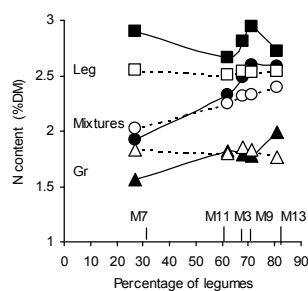 3
2.5
2
1.5
1
N content (%DM)
Leg
Mixtures
Gr
M7 M11 M3 M9 M13
0 10 20 30 40 50 60 70 80 90
Percentage of legumes